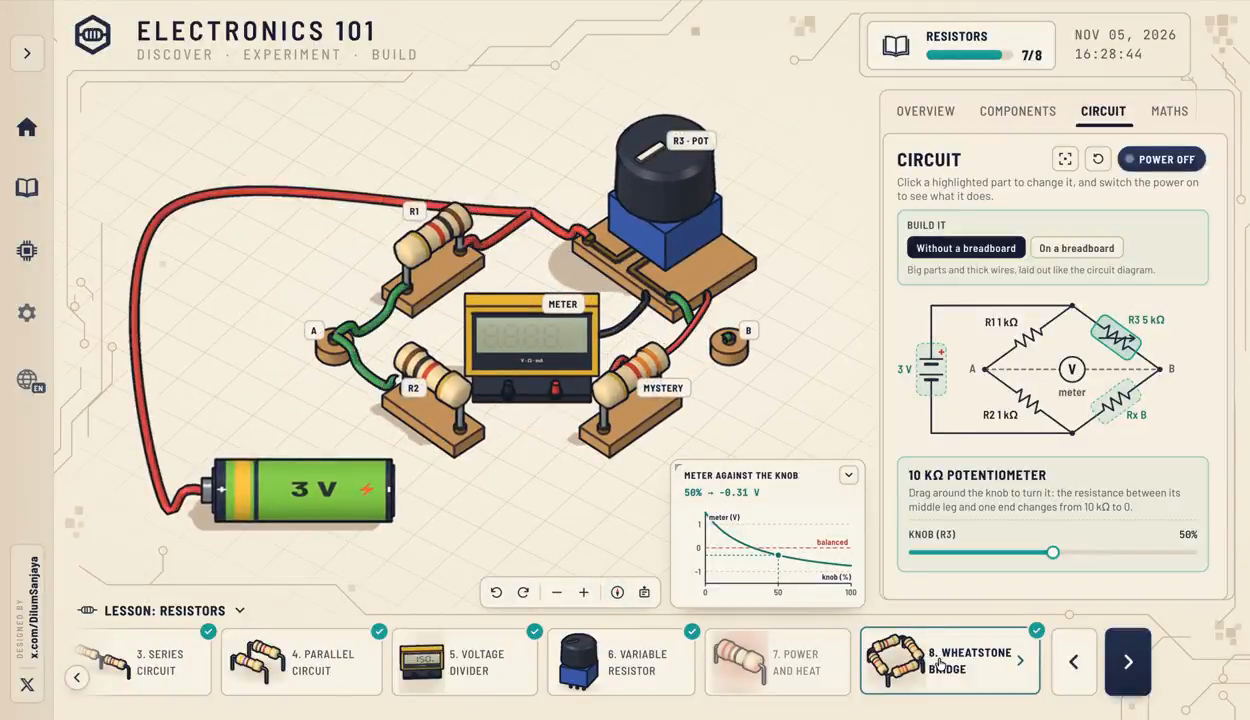 ELECTRONICS 101
DISCOVER · EXPERIMENT · BUILD
RESISTORS
7/8
NOV 05, 2026
16:28:44
OVERVIEW
COMPONENTS
CIRCUIT
MATHS
CIRCUIT
POWER OFF
Click a highlighted part to change it, and switch the power on
to see what it does.
BUILD IT
Without a breadboard
On a breadboard
Big parts and thick wires, laid out like the circuit diagram.
R1 1 kΩ
R3 5 kΩ
3 V
+
A
V
B
meter
R2 1 kΩ
Rx B
10 KΩ POTENTIOMETER
Drag around the knob to turn it: the resistance between its
middle leg and one end changes from 10 kΩ to 0.
KNOB (R3)
50%
R3 · POT
R1
METER
V·Ω·mA
A
B
R2
MYSTERY
3 V
METER AGAINST THE KNOB
50% → -0.31 V
meter (V)
1
0
-1
balanced
knob (%)
0
50
100
EN
DESIGNED BY
x.com/DilumSanjaya
LESSON: RESISTORS
3. SERIES
CIRCUIT
4. PARALLEL
CIRCUIT
5. VOLTAGE
DIVIDER
6. VARIABLE
RESISTOR
7. POWER
AND HEAT
8. WHEATSTONE
BRIDGE